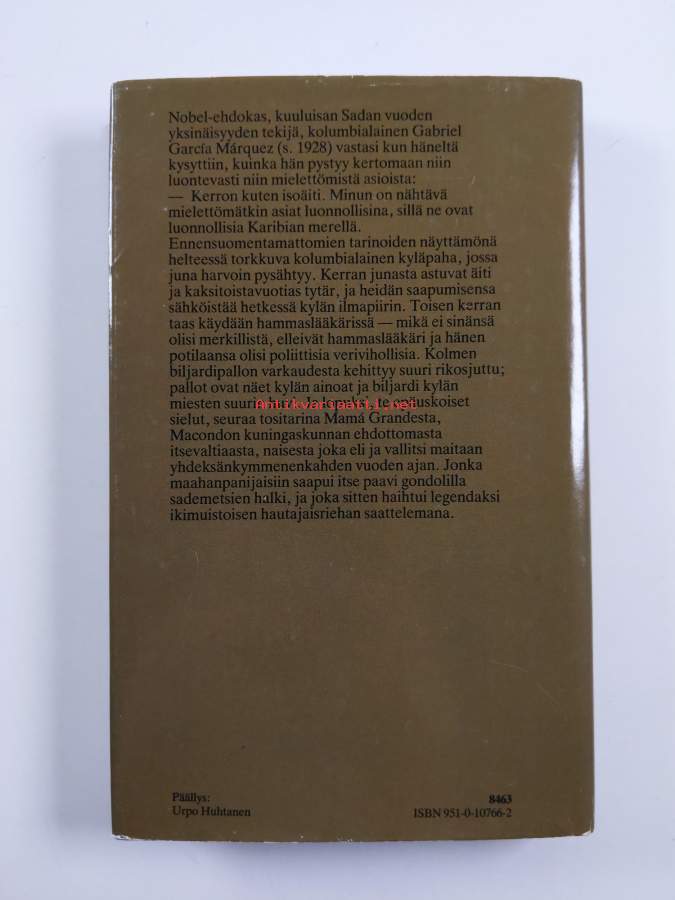 Nobel-ehdokas, kuuluisan Sadan vuoden
yksinäisyyden tekijä, kolumbialainen Gabriel
García Márquez (s. 1928) vastasi kun häneltä
kysyttiin, kuinka hän pystyy kertomaan niin
luontevasti niin mielettömistä asioista:
— Kerron kuten isoäiti. Minun on nähtävä
mielettömätkin asiat luonnollisina, sillä ne ovat
luonnollisia Karibian merellä.
Ennensuomentamattomien tarinoiden näyttämönä
helteessä torkkuva kolumbialainen kyläpaha, jossa
juna harvoin pysähtyy. Kerran junasta astuvat äiti
ja kaksitoistavuotias tytär, ja heidän saapumisensa
sähköistää hetkessä kylän ilmapiirin. Toisen kerran
taas käydään hammaslääkärissä — mikä ei sinänsä
olisi merkillistä, elleivät hammaslääkäri ja hänen
potilaansa olisi poliittisia verivihollisia. Kolmen
biljardipallon varkaudesta kehittyy suuri rikosjuttu;
pallot ovat näet kylän ainoat ja biljardi kylän
miesten suurin te epäuskoiset
Antikvariaatti.net
sielut, seuraa tositarina Mamá Grandesta,
Macondon kuningaskunnan ehdottomasta
itsevaltiaasta, naisesta joka eli ja vallitsi maitaan
yhdeksänkymmenenkahden vuoden ajan. Jonka
maahanpanijaisiin saapui itse paavi gondolilla
sademetsien halki, ja joka sitten haihtui legendaksi
ikimuistoisen hautajaisriehan saattelemana.
Päällys:
Urpo Huhtanen
8463
ISBN 951-0-10766-2